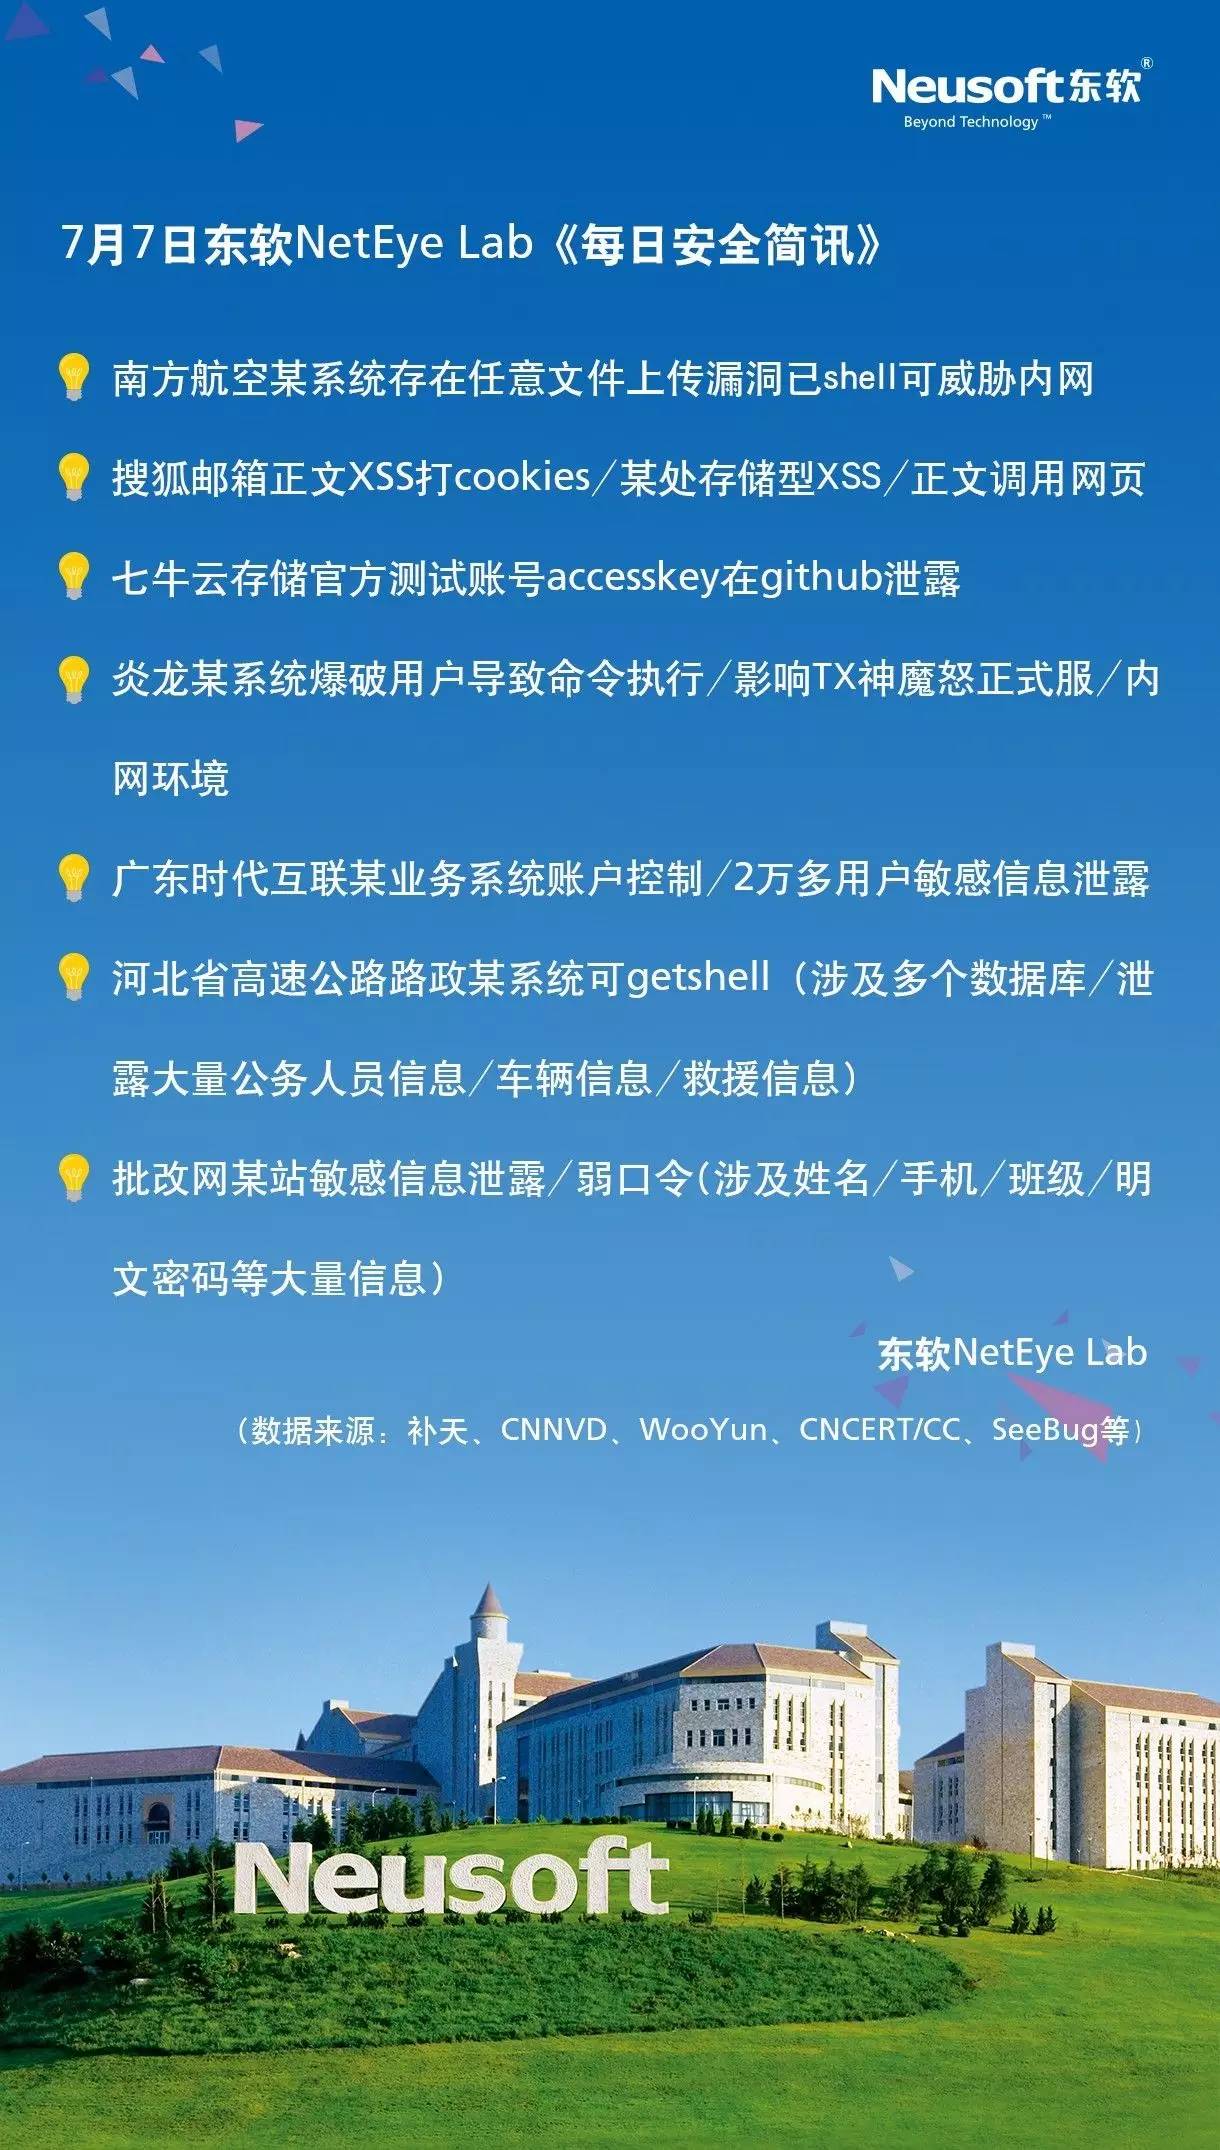 Neusoft东软®
Beyond Technology™
7月7日东软NetEye Lab《每日安全简讯》
南方航空某系统存在任意文件上传漏洞已shell可威胁内网
搜狐邮箱正文XSS打cookies/某处存储型XSS/正文调用网页
七牛云存储官方测试账号accesskey在github泄露
炎龙某系统爆破用户导致命令执行/影响TX神魔怒正式服/内
网环境
广东时代互联某业务系统账户控制/2万多用户敏感信息泄露
河北省高速公路路政某系统可getshell（涉及多个数据库/泄
露大量公务人员信息/车辆信息/救援信息）
批改网某站敏感信息泄露/弱口令(涉及姓名/手机/班级/明
文密码等大量信息）
东软NetEye Lab
（数据来源：补天、CNNVD、WooYun、CNCERT/CC、SeeBug等）
Neusoft